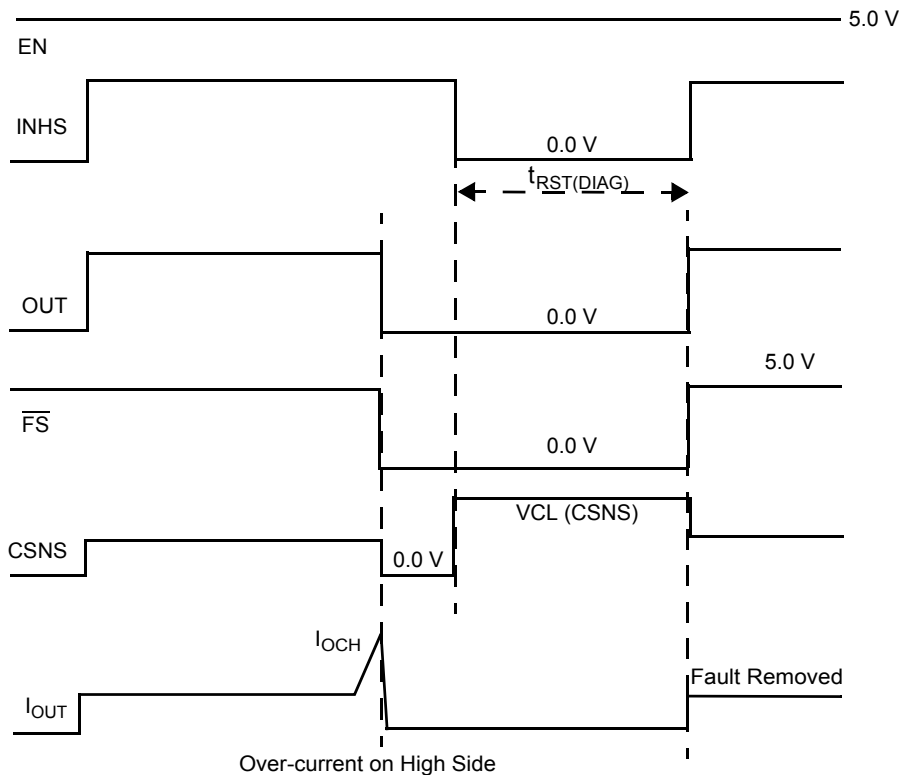 5.0 V
EN
INHS
0.0 V
tRST(DIAG)
OUT
0.0 V
5.0 V
FS
0.0 V
VCL (CSNS)
CSNS
0.0 V
IOCH
Fault Removed
IOUT
Over-current on High Side